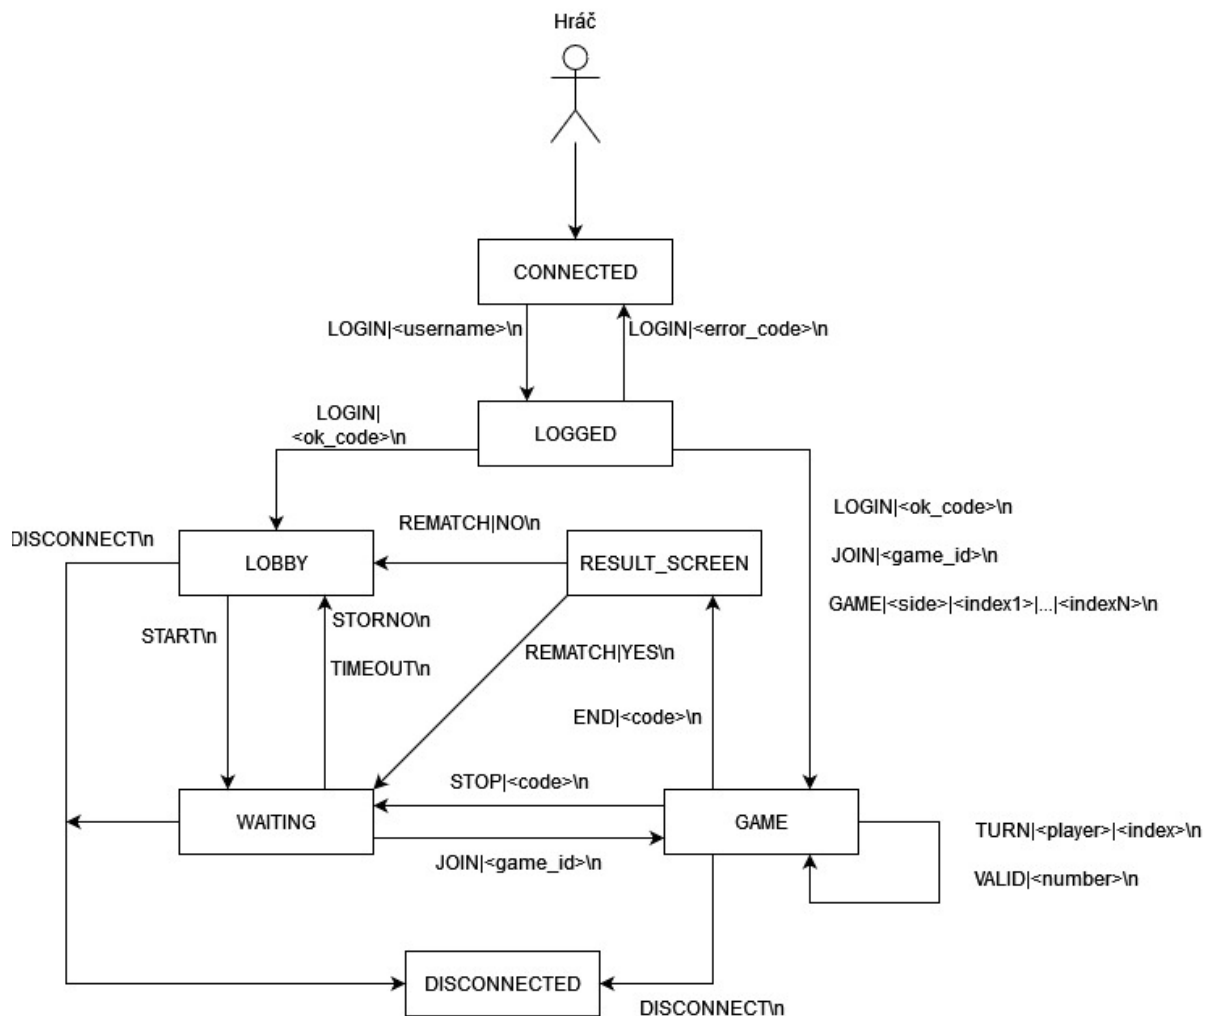 Hráč
CONNECTED
LOGIN|<username>\n
LOGIN|<error_code>\n
LOGGED
LOGIN|
<ok_code>\n
LOGIN|<ok_code>\n
JOIN|<game_id>\n
GAME|<side>|<index1>|...|<indexN>\n
DISCONNECT\n
LOBBY
REMATCH|NO\n
RESULT_SCREEN
START\n
STORNO\n
TIMEOUT\n
REMATCH|YES\n
END|<code>\n
STOP|<code>\n
WAITING
GAME
JOIN|<game_id>\n
TURN|<player>|<index>\n
VALID|<number>\n
DISCONNECTED
DISCONNECT\n